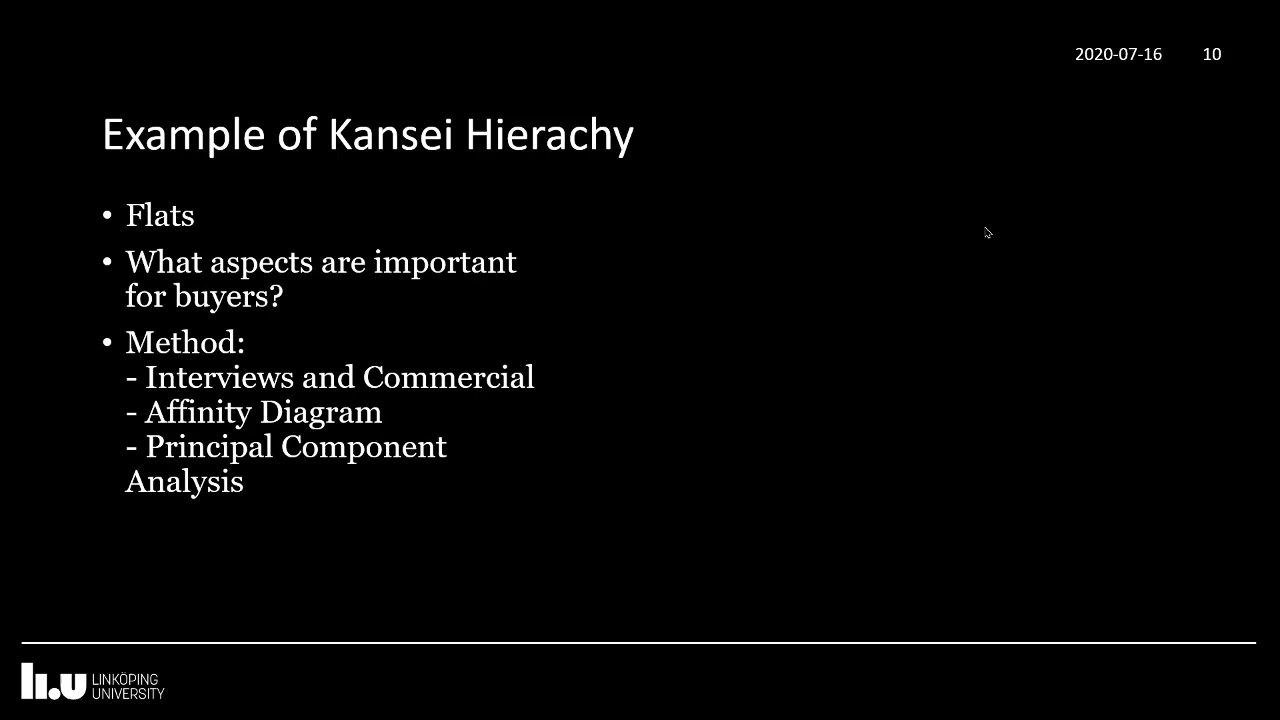 2020-07-16 10
Example of Kansei Hierachy
• Flats
• What aspects are important
for buyers?
• Method:
- Interviews and Commercial
- Affinity Diagram
- Principal Component
Analysis
li.u LINKÖPING
UNIVERSITY